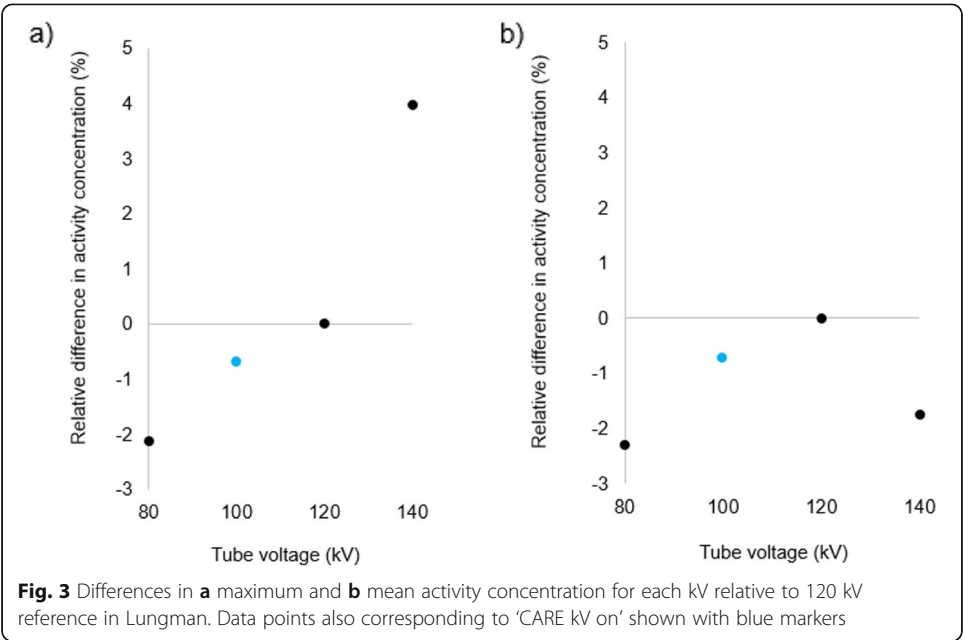 a)
Relative difference in activity concentration (%)
5
4
3
2
1
0
-1
-2
-3
80 100 120 140
Tube voltage (kV)
b)
Relative difference in activity concentration (%)
5
4
3
2
1
0
-1
-2
-3
80 100 120 140
Tube voltage (kV)
Fig. 3 Differences in a maximum and b mean activity concentration for each kV relative to 120 kV
reference in Lungman. Data points also corresponding to ‘CARE kV on’ shown with blue markers